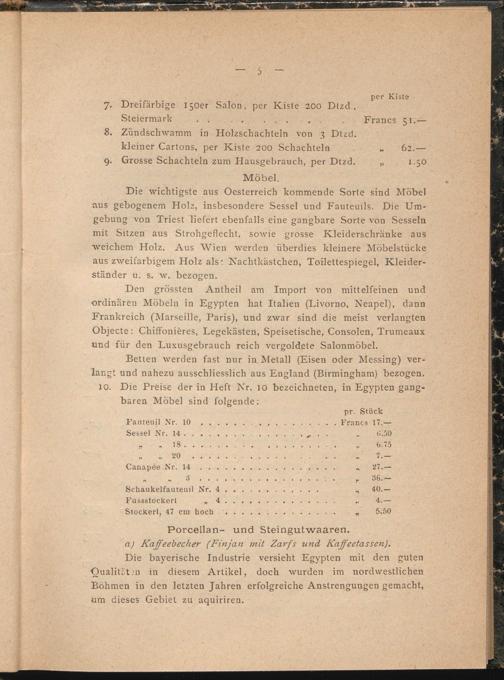 — 5 —
per Kiste
7. Dreifärbige 150er Salon, per Kiste 200 Dtzd.,
Steiermark . . . . . . . . Francs 51.—
8. Zündschwamm in Holzschachteln von 3 Dtzd.
kleiner Cartons, per Kiste 200 Schachteln „ 62.—
9. Grosse Schachteln zum Hausgebrauch, per Dtzd. „ 1.50
Möbel.
Die wichtigste aus Oesterreich kommende Sorte sind Möbel
aus gebogenem Holz, insbesondere Sessel und Fauteuils. Die Um-
gebung von Triest liefert ebenfalls eine gangbare Sorte von Sesseln
mit Sitzen aus Strohgeflecht, sowie grosse Kleiderschränke aus
weichem Holz. Aus Wien werden überdies kleinere Möbelstücke
aus zweifarbigem Holz als: Nachtkästchen, Toilettespiegel, Kleider-
ständer u. s. w. bezogen.
Den grössten Antheil am Import von mittelfeinen und
ordinären Möbeln in Egypten hat Italien (Livorno, Neapel), dann
Frankreich (Marseille, Paris), und zwar sind die meist verlangten
Objecte: Chiffonières, Legekästen, Speisetische, Consolen, Trumeaux
und für den Luxusgebrauch reich vergoldete Salonmöbel.
Betten werden fast nur in Metall (Eisen oder Messing) ver-
langt und nahezu ausschliesslich aus England (Birmingham) bezogen.
10. Die Preise der in Heft Nr. 10 bezeichneten, in Egypten gang-
baren Möbel sind folgende:
pr. Stück
Fauteuil Nr. 10 . . . . . . . . . . . . Francs 17.—
Sessel Nr. 14 . . . . . . . . . . . . . „ 6.50
„ „ 18 . . . . . . . . . . . . . „ 6.75
„ „ 20 . . . . . . . . . . . . . „ 7.—
Canapée Nr. 14 . . . . . . . . . . . . „ 27.—
„ „ 5 . . . . . . . . . . . . „ 36.—
Schaukelfauteuil Nr. 4 . . . . . . . . . „ 40.—
Fussstockerl „ 4 . . . . . . . . . „ 4.—
Stockerl, 47 cm hoch . . . . . . . . . „ 5.50
Porcellan- und Steingutwaaren.
a) Kaffeebecher (Finjan mit Zarfs und Kaffeetassen).
Die bayerische Industrie versieht Egypten mit den guten
Qualitäten in diesem Artikel, doch wurden im nordwestlichen
Böhmen in den letzten Jahren erfolgreiche Anstrengungen gemacht,
um dieses Gebiet zu aquiriren.